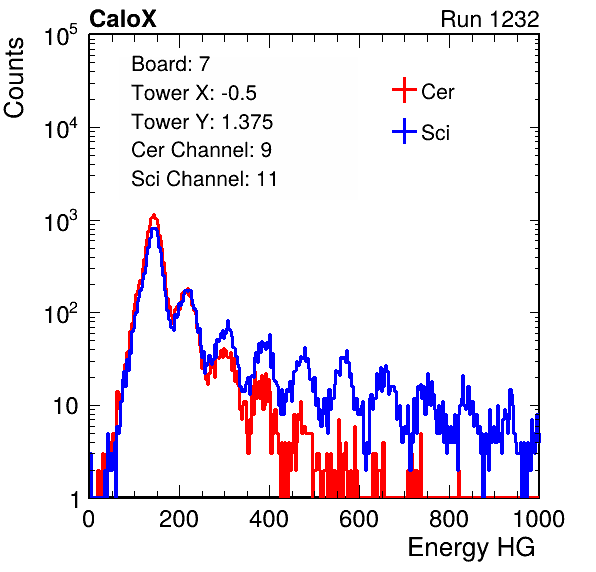 CaloX Run 1232
Counts
Board: 7
Tower X: -0.5
Tower Y: 1.375
Cer Channel: 9
Sci Channel: 11
Cer
Sci
10^5
10^4
10^3
10^2
10
1
0 200 400 600 800 1000
Energy HG